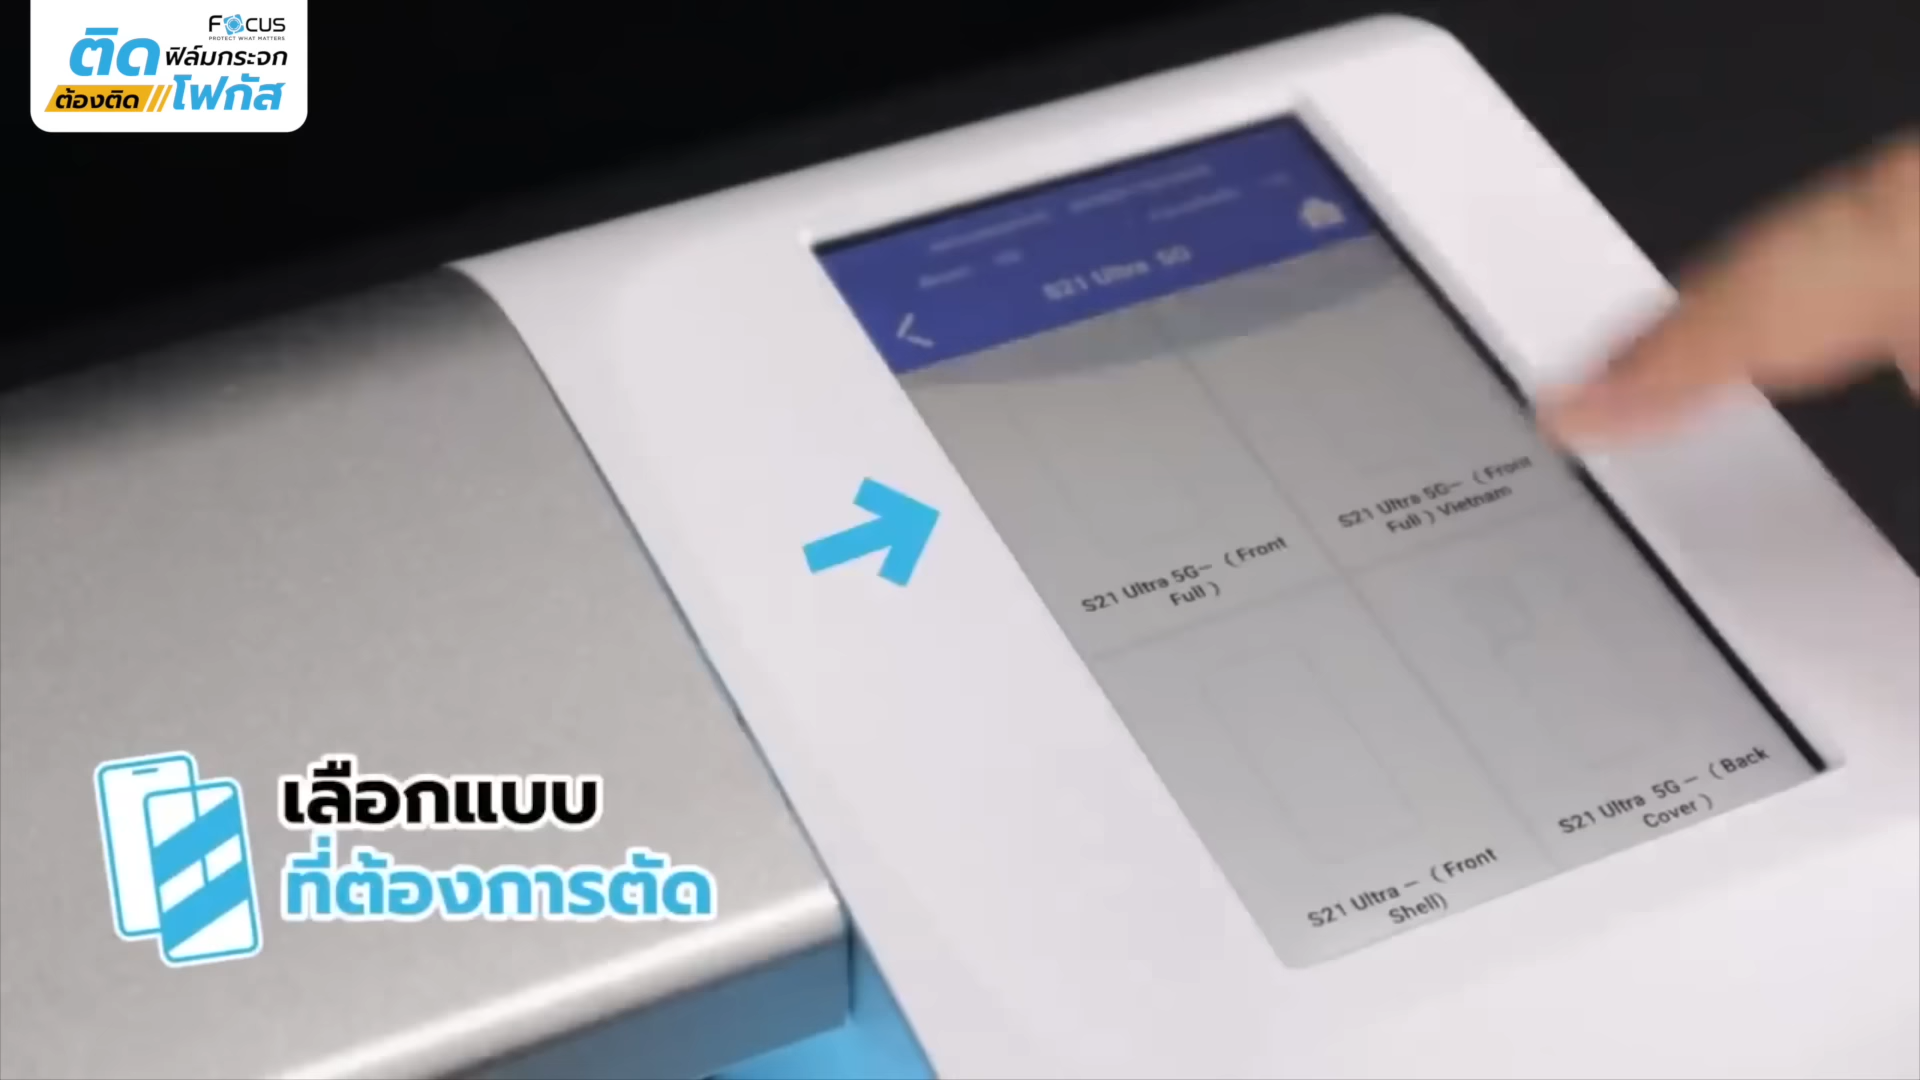 FOCUS
PROTECT WHAT MATTERS
ติด ฟิล์มกระจก
ต้องติด โฟกัส
S21 Ultra 5G
S21 Ultra 5G— (Front
Full)
S21 Ultra 5G— (Front
Full) Vietnam
S21 Ultra — (Front
Shell)
S21 Ultra 5G — (Back
Cover)
เลือกแบบ
ที่ต้องการตัด